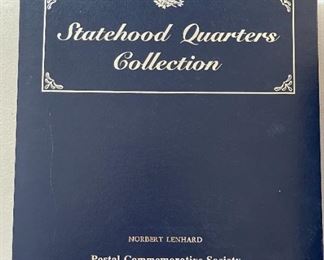 Statehood Quarters
Collection
NORBERT LENHARD
Postal Commemorative Society